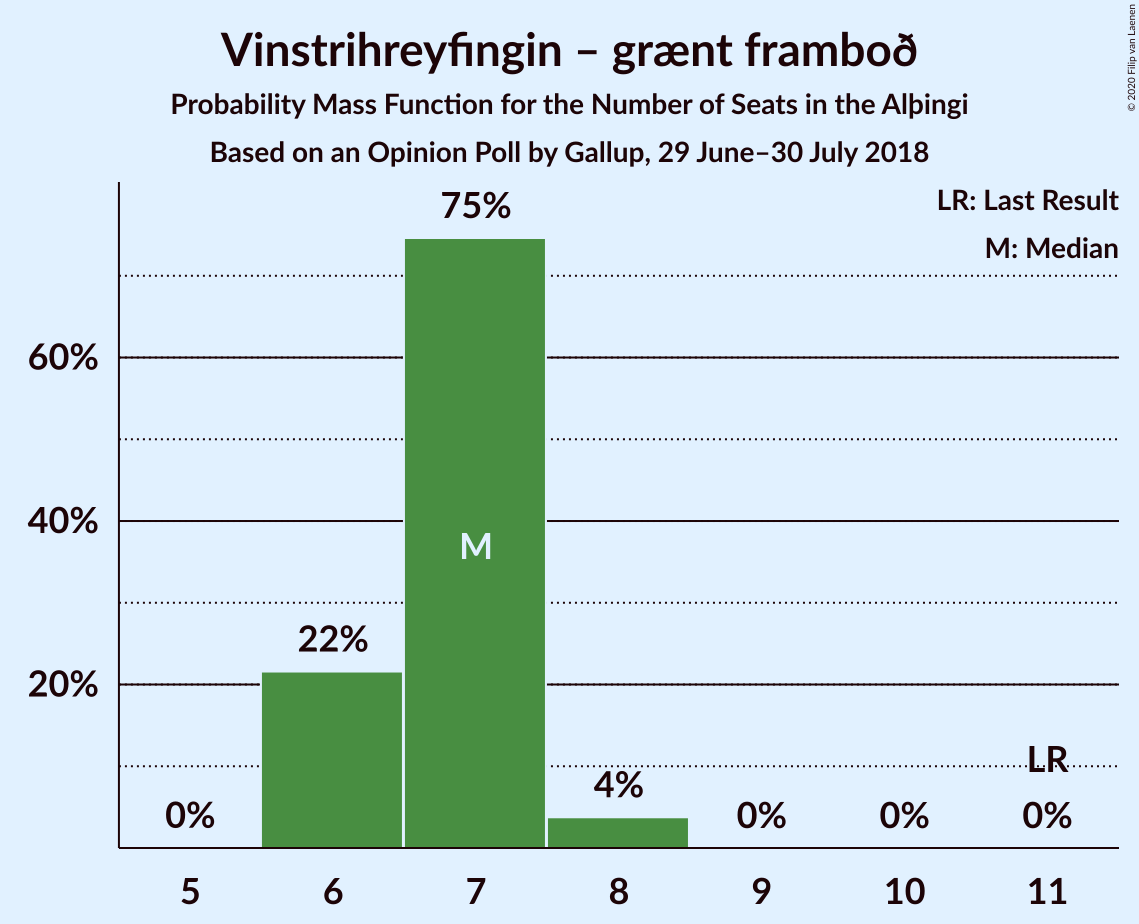 Vinstrihreyfingin – grænt framboð
Probability Mass Function for the Number of Seats in the Alþingi
Based on an Opinion Poll by Gallup, 29 June–30 July 2018
© 2020 Filip van Laenen
LR: Last Result
M: Median
75%
60%
40%
M
22%
20%
LR
4%
0%
0%
0%
0%
5
6
7
8
9
10
11